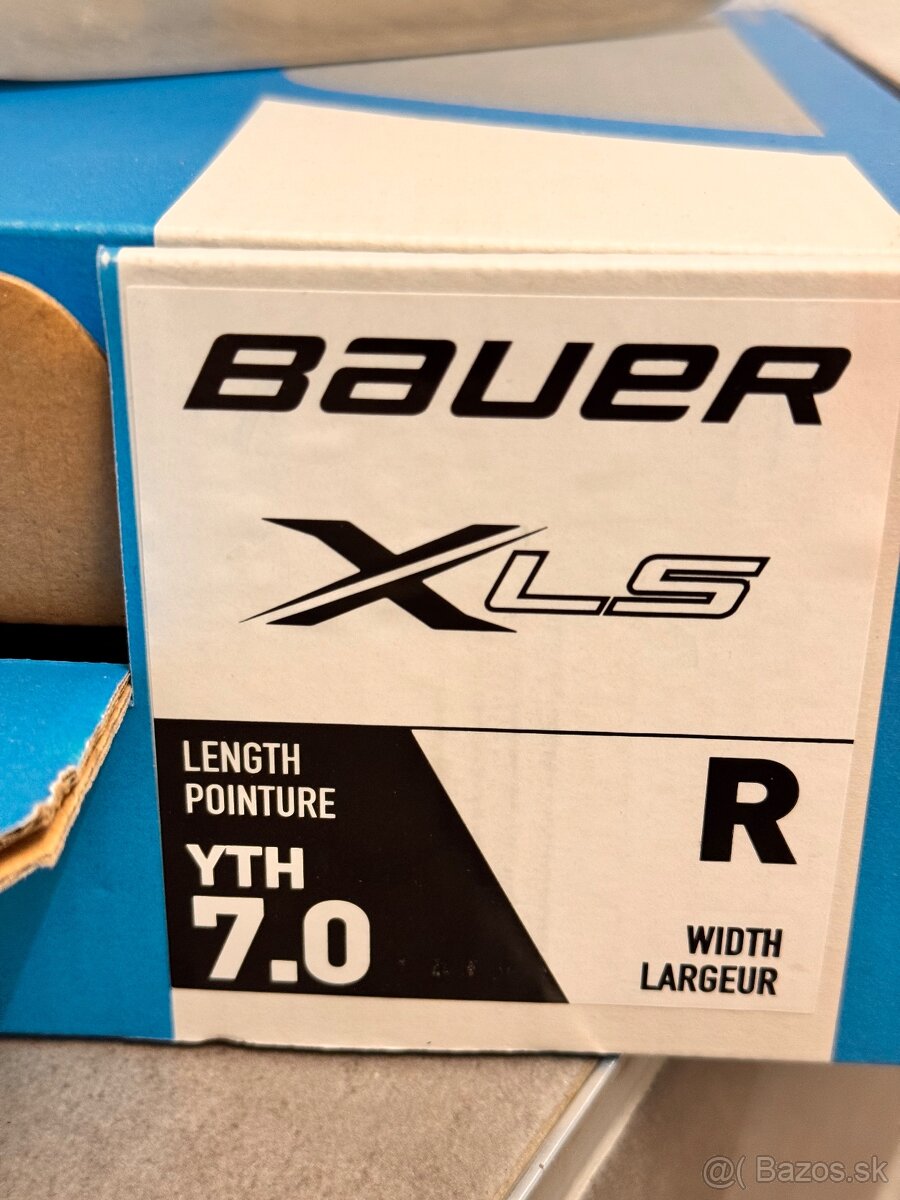 BAUER
XLS
LENGTH
POINTURE
YTH
7.0
R
WIDTH
LARGEUR
@( Bazos.sk